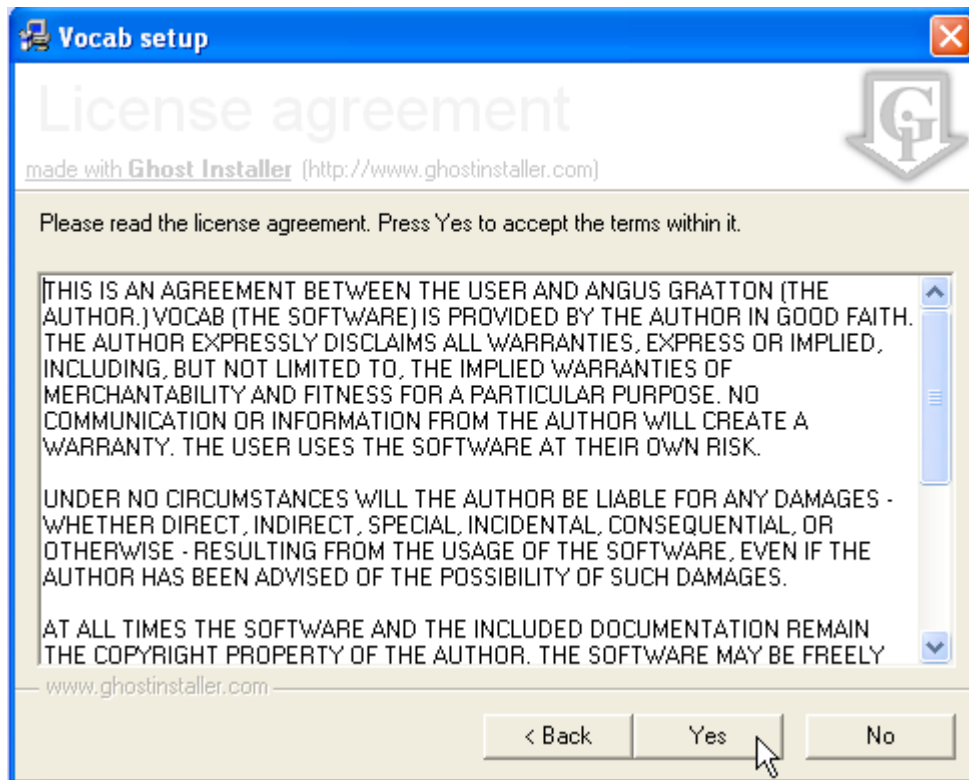 Vocab setup
License agreement
made with Ghost Installer (http://www.ghostinstaller.com)
GI
Please read the license agreement. Press Yes to accept the terms within it.
THIS IS AN AGREEMENT BETWEEN THE USER AND ANGUS GRATTON (THE
AUTHOR.) VOCAB (THE SOFTWARE) IS PROVIDED BY THE AUTHOR IN GOOD FAITH.
THE AUTHOR EXPRESSLY DISCLAIMS ALL WARRANTIES, EXPRESS OR IMPLIED,
INCLUDING, BUT NOT LIMITED TO, THE IMPLIED WARRANTIES OF
MERCHANTABILITY AND FITNESS FOR A PARTICULAR PURPOSE. NO
COMMUNICATION OR INFORMATION FROM THE AUTHOR WILL CREATE A
WARRANTY. THE USER USES THE SOFTWARE AT THEIR OWN RISK.
UNDER NO CIRCUMSTANCES WILL THE AUTHOR BE LIABLE FOR ANY DAMAGES -
WHETHER DIRECT, INDIRECT, SPECIAL, INCIDENTAL, CONSEQUENTIAL, OR
OTHERWISE - RESULTING FROM THE USAGE OF THE SOFTWARE, EVEN IF THE
AUTHOR HAS BEEN ADVISED OF THE POSSIBILITY OF SUCH DAMAGES.
AT ALL TIMES THE SOFTWARE AND THE INCLUDED DOCUMENTATION REMAIN
THE COPYRIGHT PROPERTY OF THE AUTHOR. THE SOFTWARE MAY BE FREELY
www.ghostinstaller.com
< Back Yes No